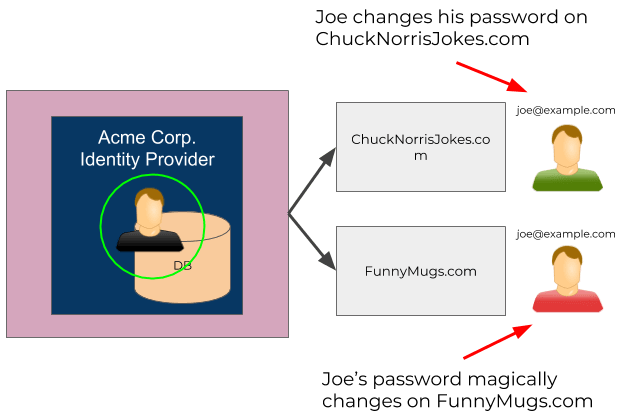 Joe changes his password on
ChuckNorrisJokes.com
joe@example.com
Acme Corp.
Identity Provider
DB
ChuckNorrisJokes.co
m
joe@example.com
FunnyMugs.com
Joe’s password magically
changes on FunnyMugs.com